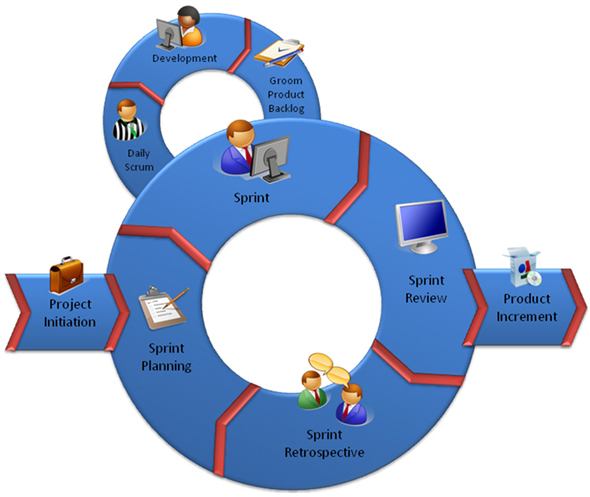 Development
Groom
Product
Backlog
Daily
Scrum
Sprint
Sprint
Review
Project
Initiation
Product
Increment
Sprint
Planning
Sprint
Retrospective